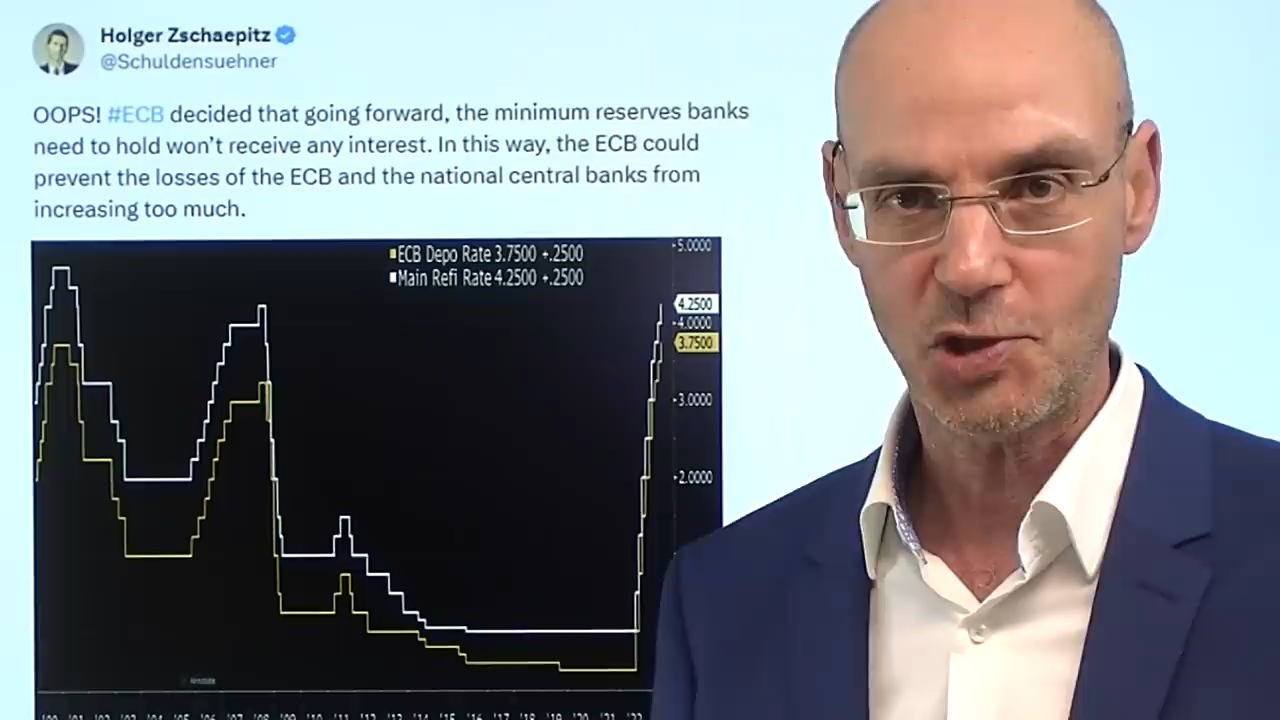 Holger Zschaepitz
@Schuldensuehner
OOPS! #ECB decided that going forward, the minimum reserves banks
need to hold won't receive any interest. In this way, the ECB could
prevent the losses of the ECB and the national central banks from
increasing too much.
ECB Depo Rate 3.7500 +.2500
Main Refi Rate 4.2500 +.2500
5.0000
4.2500
4.0000
3.7500
3.0000
2.0000